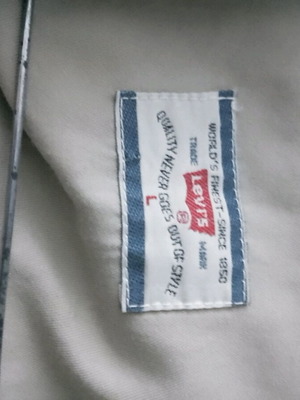 WORLD'S FINEST-SINCE 1850
TRADE MARK
Levi's
®
QUALITY NEVER GOES OUT OF STYLE
L